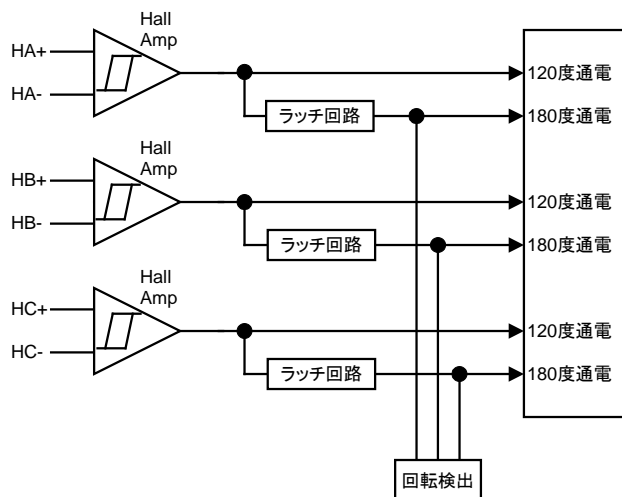 Hall
Amp
HA+
HA-
120度通電
ラッチ回路
180度通電
Hall
Amp
HB+
HB-
120度通電
ラッチ回路
180度通電
Hall
Amp
HC+
HC-
120度通電
ラッチ回路
180度通電
回転検出